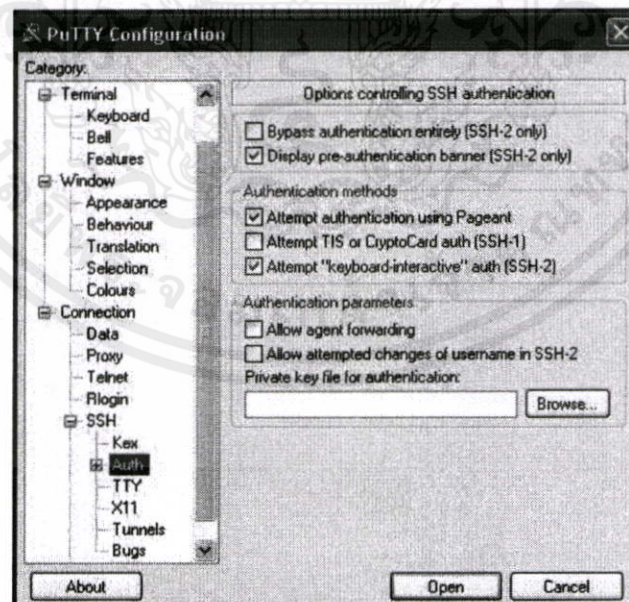 PuTTY Configuration
Category:
Terminal
Keyboard
Bell
Features
Window
Appearance
Behaviour
Translation
Selection
Colours
Connection
Data
Proxy
Telnet
Rlogin
SSH
Kex
Auth
TTY
X11
Tunnels
Bugs
Options controlling SSH authentication
Bypass authentication entirely (SSH-2 only)
Display pre-authentication banner (SSH-2 only)
Authentication methods
Attempt authentication using Pageant
Attempt TIS or CryptoCard auth (SSH-1)
Attempt "keyboard-interactive" auth (SSH-2)
Authentication parameters
Allow agent forwarding
Allow attempted changes of username in SSH-2
Private key file for authentication:
Browse...
About
Open
Cancel